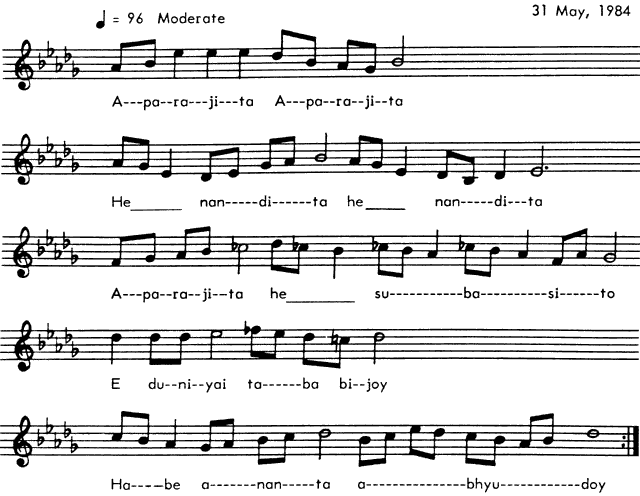 ♩ = 96 Moderate
31 May, 1984
A---pa--ra---ji---ta A---pa--ra--ji--ta
He______ nan-----di------ta he_____ nan----di--ta
A---pa--ra--ji--ta he________ su----------ba---------si------to
E du--ni--yai ta------ba bi--joy
Ha-----be a-------nan---ta a--------------bhyu-----------doy